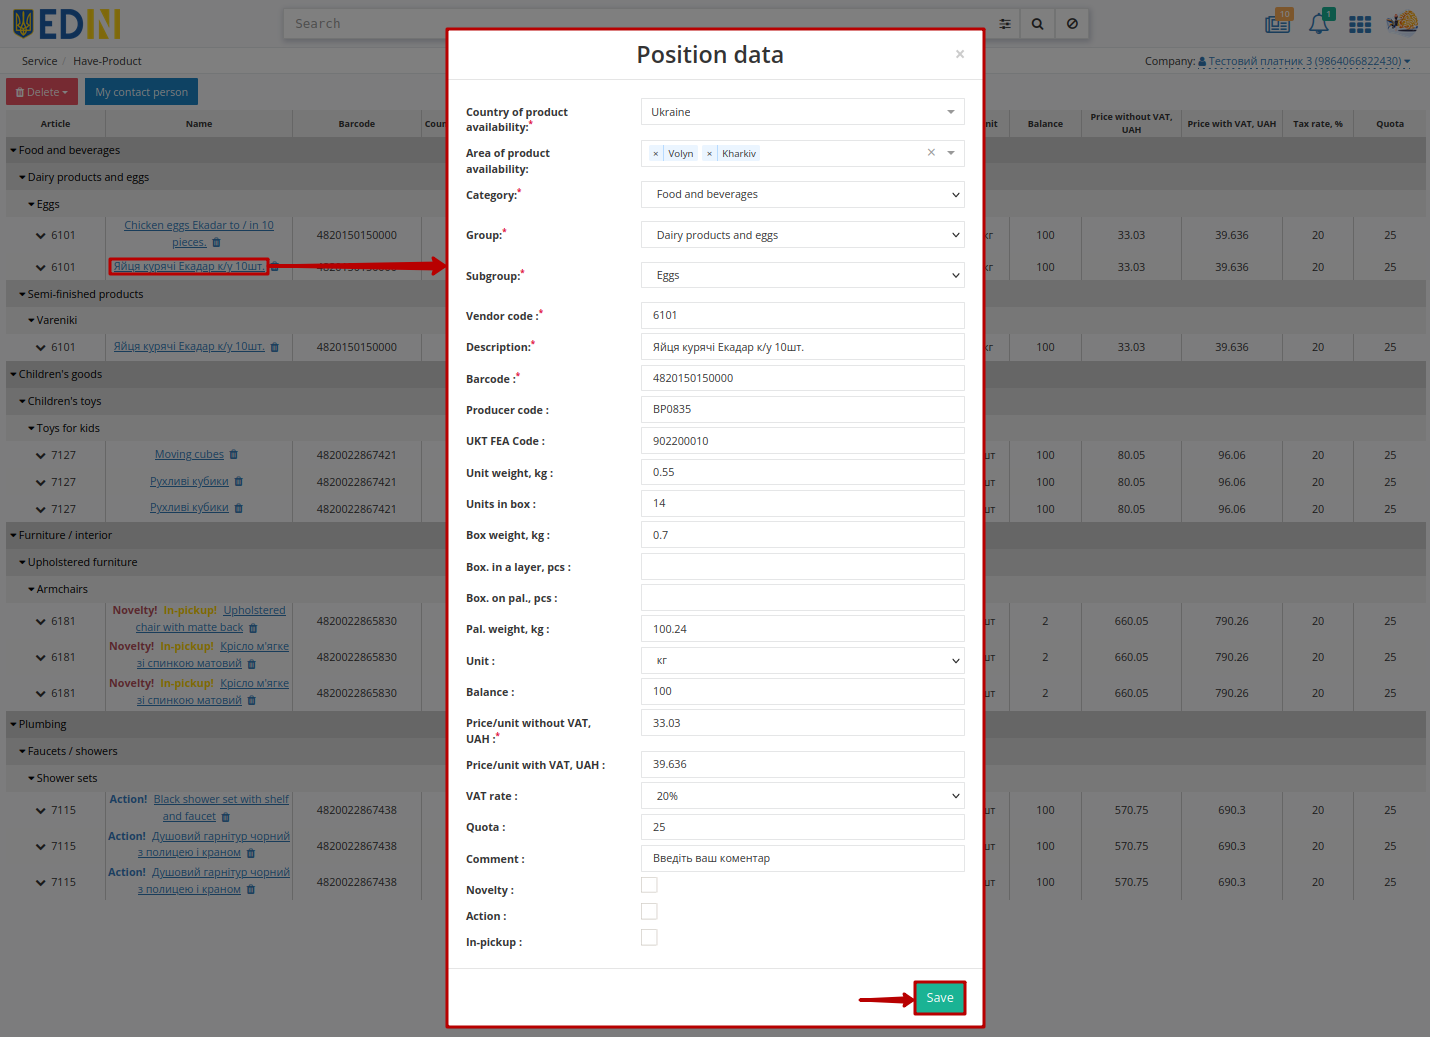 EDIN
Search
10
1
Service / Have-Product
Company: Тестовий платник 3 (9864066822430)
Delete
My contact person
Article
Name
Barcode
Coun
nit
Balance
Price without VAT,
UAH
Price with VAT, UAH
Tax rate, %
Quota
Food and beverages
Dairy products and eggs
Eggs
6101
Chicken eggs Ekadar to / in 10
pieces.
4820150150000
кг
100
33.03
39.636
20
25
6101
Яйця курячі Екадар к/у 10шт.
4820150150000
кг
100
33.03
39.636
20
25
Semi-finished products
Vareniki
6101
Яйця курячі Екадар к/у 10шт.
4820150150000
кг
100
33.03
39.636
20
25
Children's goods
Children's toys
Toys for kids
7127
Moving cubes
4820022867421
шт
100
80.05
96.06
20
25
7127
Рухливі кубики
4820022867421
шт
100
80.05
96.06
20
25
7127
Рухливі кубики
4820022867421
шт
100
80.05
96.06
20
25
Furniture / interior
Upholstered furniture
Armchairs
6181
Novelty! In-pickup! Upholstered
chair with matte back
4820022865830
шт
2
660.05
790.26
20
25
6181
Novelty! In-pickup! Крісло м'ягке
зі спинкою матовий
4820022865830
шт
2
660.05
790.26
20
25
6181
Novelty! In-pickup! Крісло м'ягке
зі спинкою матовий
4820022865830
шт
2
660.05
790.26
20
25
Plumbing
Faucets / showers
Shower sets
7115
Action! Black shower set with shelf
and faucet
4820022867438
шт
100
570.75
690.3
20
25
7115
Action! Душовий гарнітур чорний
з полицею і краном
4820022867438
шт
100
570.75
690.3
20
25
7115
Action! Душовий гарнітур чорний
з полицею і краном
4820022867438
шт
100
570.75
690.3
20
25
Position data
×
Country of product
availability:*
Ukraine
Area of product
availability:
× Volyn × Kharkiv
×
Category:*
Food and beverages
Group:*
Dairy products and eggs
Subgroup:*
Eggs
Vendor code :*
6101
Description:*
Яйця курячі Екадар к/у 10шт.
Barcode :*
4820150150000
Producer code :
BP0835
UKT FEA Code :
902200010
Unit weight, kg :
0.55
Units in box :
14
Box weight, kg :
0.7
Box. in a layer, pcs :
Box. on pal., pcs :
Pal. weight, kg :
100.24
Unit :
кг
Balance :
100
Price/unit without VAT,
UAH :*
33.03
Price/unit with VAT, UAH :
39.636
VAT rate :
20%
Quota :
25
Comment :
Введіть ваш коментар
Novelty :
Action :
In-pickup :
Save